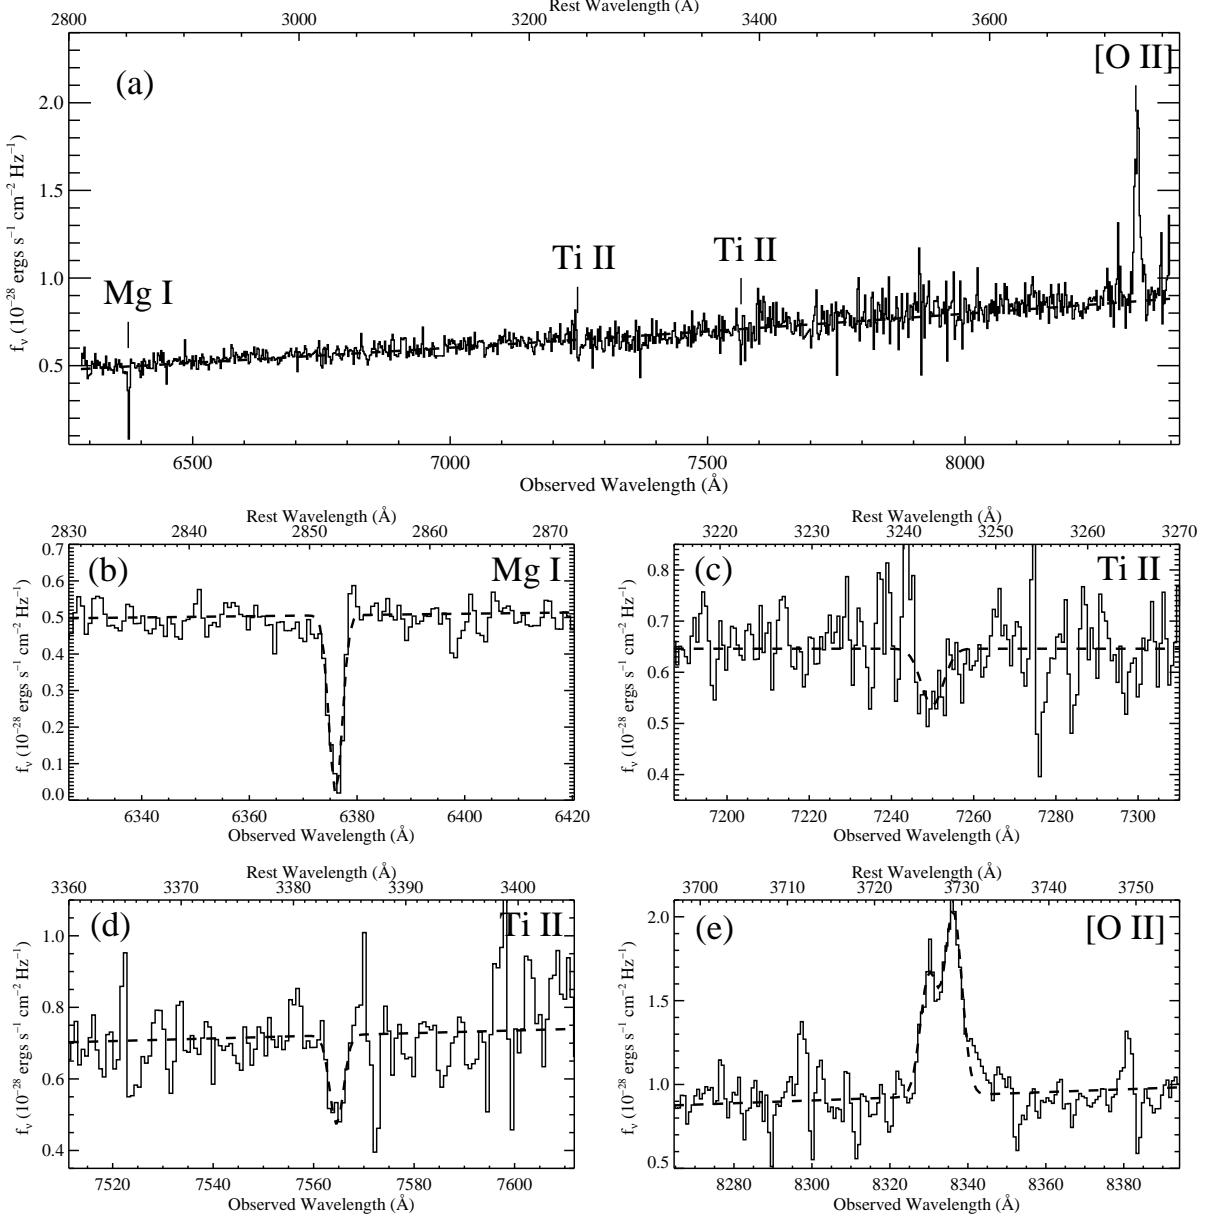 Rest Wavelength (Å)
2800 3000 3200 3400 3600
(a)
[O II]
Mg I
Ti II
Ti II
f_ν (10⁻²⁸ ergs s⁻¹ cm⁻² Hz⁻¹)
2.0
1.5
1.0
0.5
6500 7000 7500 8000
Observed Wavelength (Å)
Rest Wavelength (Å)
2830 2840 2850 2860 2870
(b)
Mg I
f_ν (10⁻²⁸ ergs s⁻¹ cm⁻² Hz⁻¹)
0.7
0.6
0.5
0.4
0.3
0.2
0.1
0.0
6340 6360 6380 6400 6420
Observed Wavelength (Å)
Rest Wavelength (Å)
3220 3230 3240 3250 3260 3270
(c)
Ti II
f_ν (10⁻²⁸ ergs s⁻¹ cm⁻² Hz⁻¹)
0.8
0.7
0.6
0.5
0.4
7200 7220 7240 7260 7280 7300
Observed Wavelength (Å)
Rest Wavelength (Å)
3360 3370 3380 3390 3400
(d)
Ti II
f_ν (10⁻²⁸ ergs s⁻¹ cm⁻² Hz⁻¹)
1.0
0.8
0.6
0.4
7520 7540 7560 7580 7600
Observed Wavelength (Å)
Rest Wavelength (Å)
3700 3710 3720 3730 3740 3750
(e)
[O II]
f_ν (10⁻²⁸ ergs s⁻¹ cm⁻² Hz⁻¹)
2.0
1.5
1.0
0.5
8280 8300 8320 8340 8360 8380
Observed Wavelength (Å)